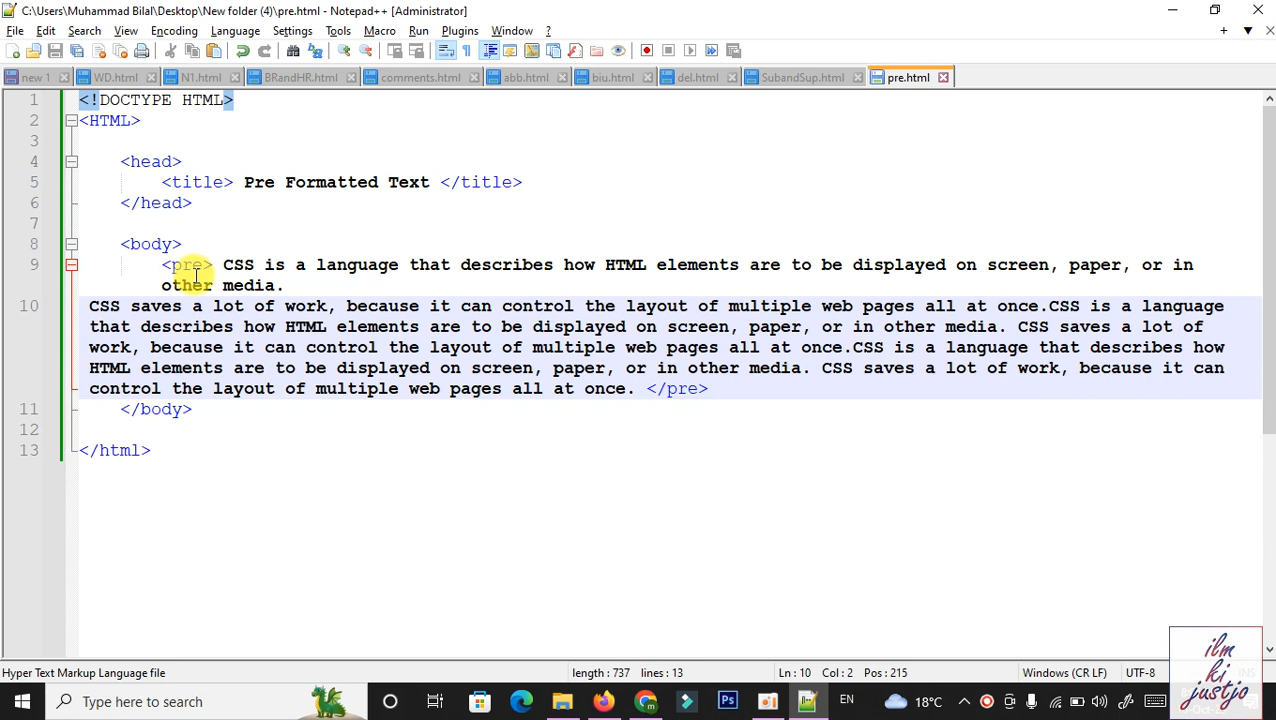 C:\Users\Muhammad Bilal\Desktop\New folder (4)\pre.html - Notepad++ [Administrator]
File Edit Search View Encoding Language Settings Tools Macro Run Plugins Window ?
new 1 WD.html N1.html BRandHR.html comments.html abb.html biu.html del.html SubandSup.html pre.html
1 <!DOCTYPE HTML>
2 <HTML>
3
4 <head>
5 <title> Pre Formatted Text </title>
6 </head>
7
8 <body>
9 <pre> CSS is a language that describes how HTML elements are to be displayed on screen, paper, or in
other media.
10 CSS saves a lot of work, because it can control the layout of multiple web pages all at once.CSS is a language
that describes how HTML elements are to be displayed on screen, paper, or in other media. CSS saves a lot of
work, because it can control the layout of multiple web pages all at once.CSS is a language that describes how
HTML elements are to be displayed on screen, paper, or in other media. CSS saves a lot of work, because it can
control the layout of multiple web pages all at once. </pre>
11 </body>
12
13 </html>
Hyper Text Markup Language file length : 737 lines : 13 Ln : 10 Col : 2 Pos : 215 Windows (CR LF) UTF-8 INS
Type here to search EN 18°C
ilm
ki
justjo